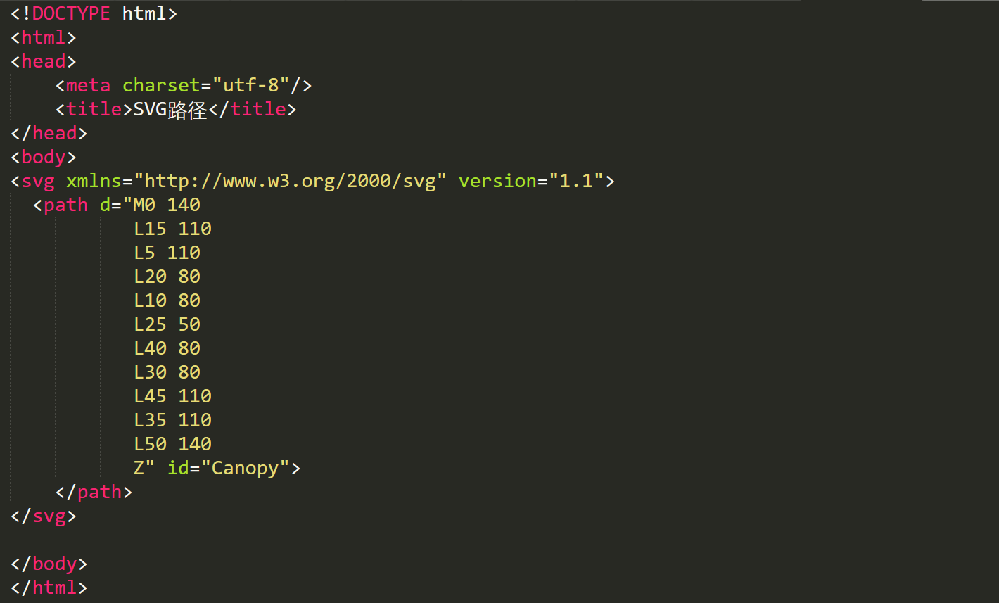 <!DOCTYPE html>
<html>
<head>
    <meta charset="utf-8"/>
    <title>SVG路径</title>
</head>
<body>
<svg xmlns="http://www.w3.org/2000/svg" version="1.1">
  <path d="M0 140
           L15 110
           L5 110
           L20 80
           L10 80
           L25 50
           L40 80
           L30 80
           L45 110
           L35 110
           L50 140
           Z" id="Canopy">
    </path>
</svg>

</body>
</html>